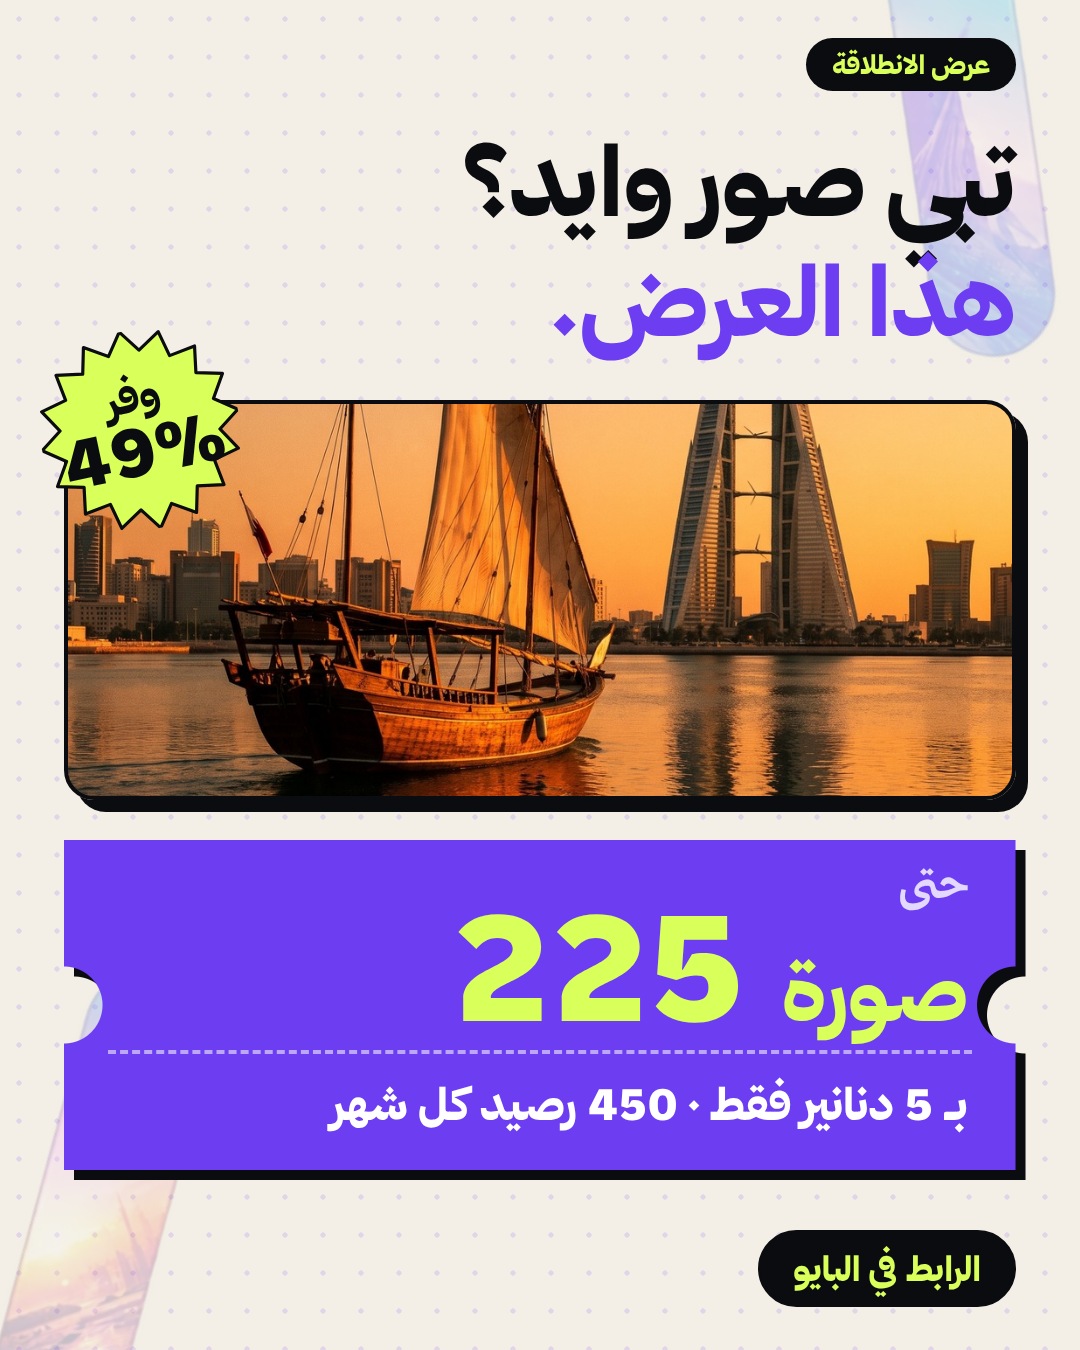 عرض الانطلاقة
تبي صور وايد؟
هذا العرض.
وفر
49%
حتى
225 صورة
بـ 5 دنانير فقط · 450 رصيد كل شهر
الرابط في البايو